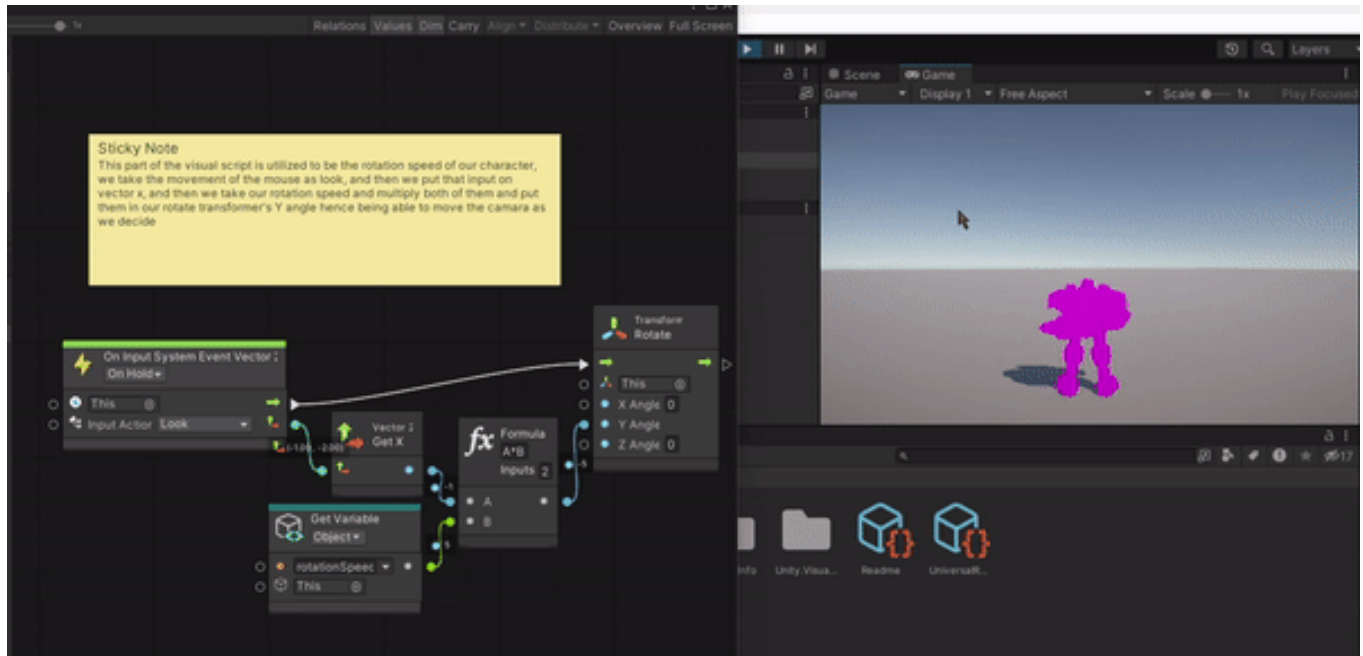 1x
Relations Values Dim Carry Align Distribute Overview Full Screen
Layers
Scene Game
Game Display 1 Free Aspect Scale 1x Play Focused
Sticky Note
This part of the visual script is utilized to be the rotation speed of our character,
we take the movement of the mouse as look, and then we put that input on
vector x, and then we take our rotation speed and multiply both of them and put
them in our rotate transformer's Y angle hence being able to move the camara as
we decide
Transform
Rotate
This
X Angle 0
Y Angle
Z Angle 0
On Input System Event Vector
On Hold
This
Input Action Look
Vector 2
Get X
Formula
A*B
Inputs 2
A
B
-5
5
Get Variable
Object
rotationSpeec
This
17
Unity.Visua...
Readme
UniversalR...